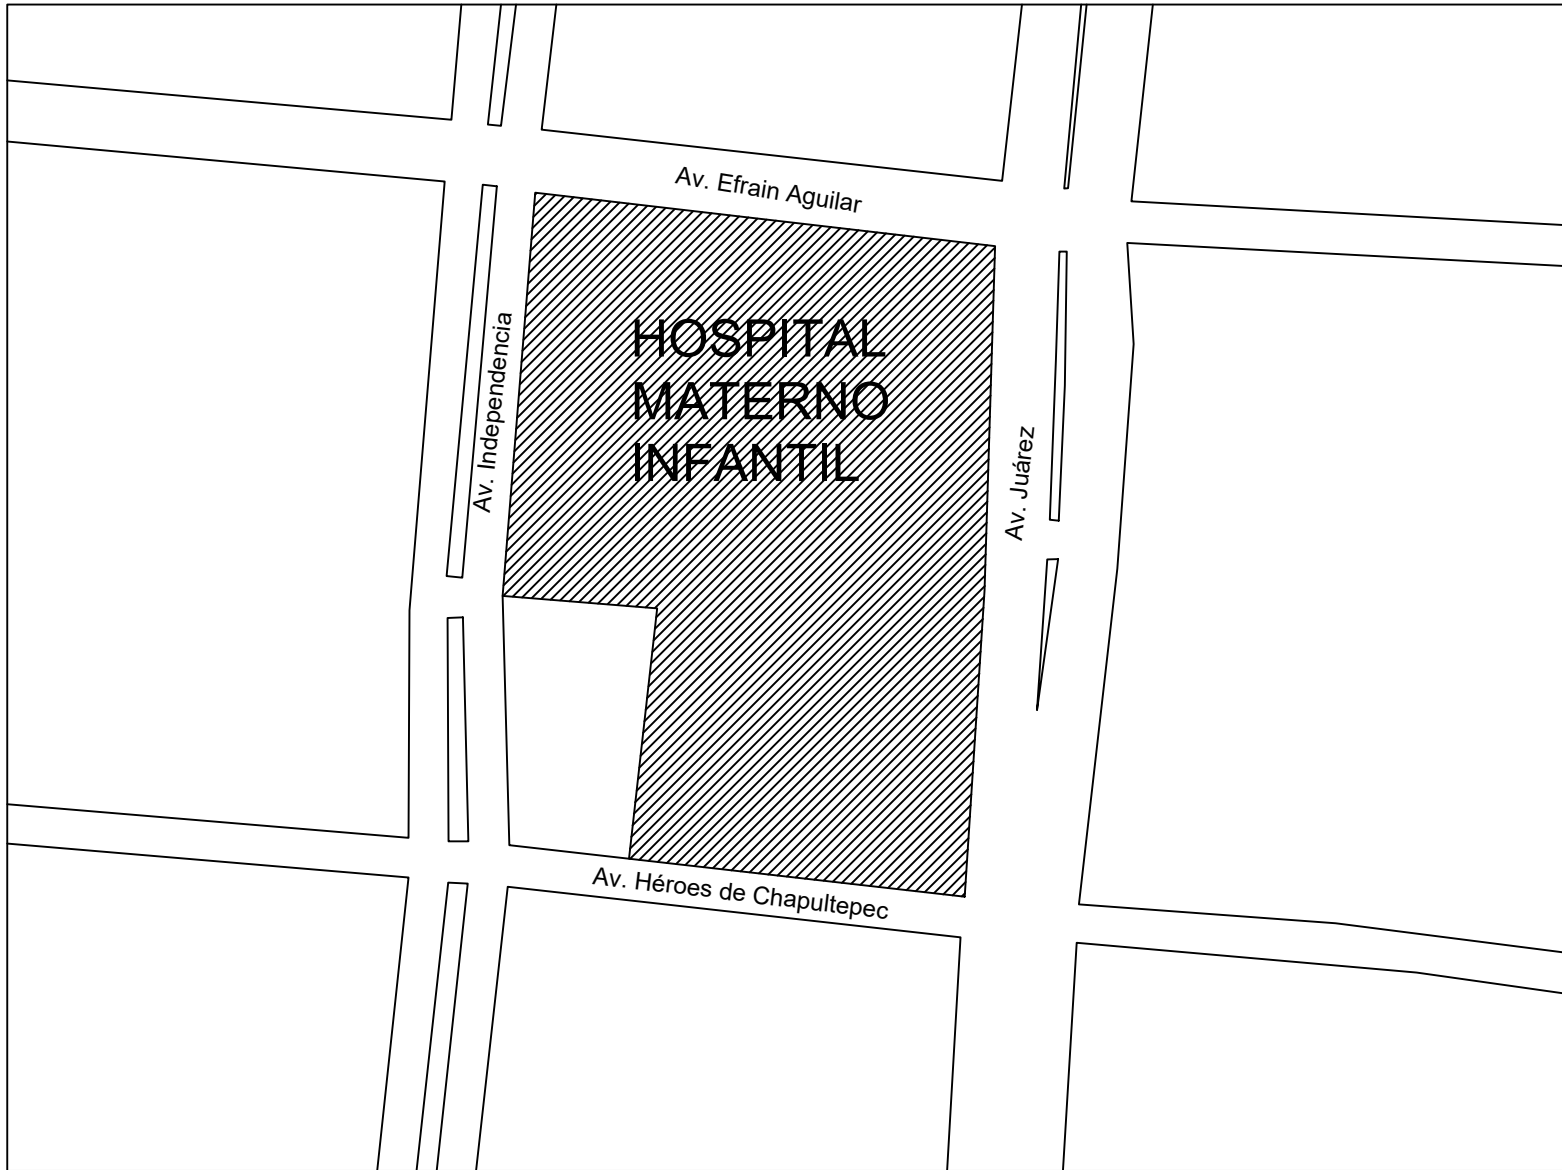 Av. Efrain Aguilar
HOSPITAL
MATERNO
INFANTIL
Av. Independencia
Av. Juárez
Av. Héroes de Chapultepec